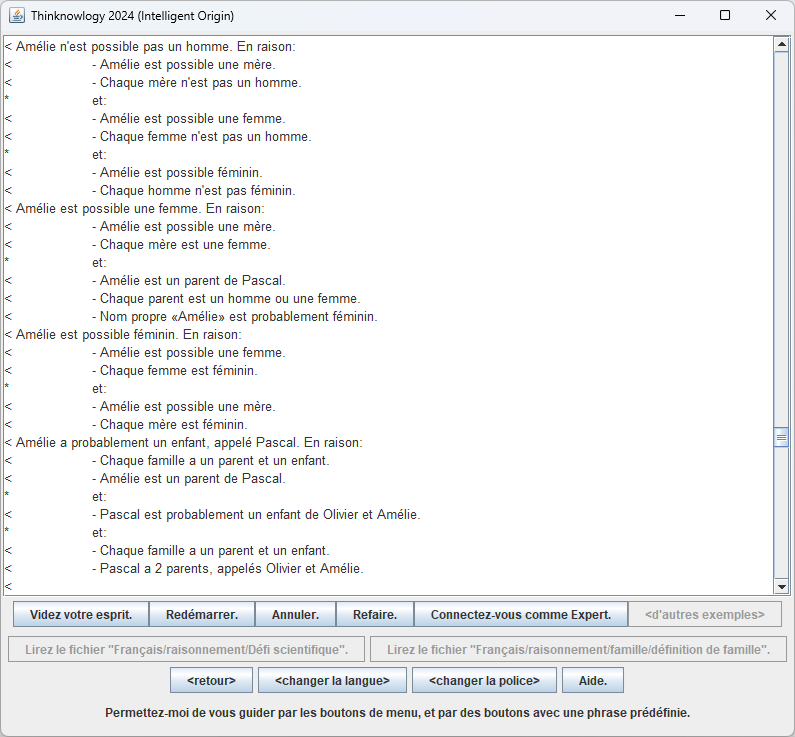 Thinknowlogy 2024 (Intelligent Origin)
< Amélie n'est possible pas un homme. En raison:
< - Amélie est possible une mère.
< - Chaque mère n'est pas un homme.
* et:
< - Amélie est possible une femme.
< - Chaque femme n'est pas un homme.
* et:
< - Amélie est possible féminin.
< - Chaque homme n'est pas féminin.
< Amélie est possible une femme. En raison:
< - Amélie est possible une mère.
< - Chaque mère est une femme.
* et:
< - Amélie est un parent de Pascal.
< - Chaque parent est un homme ou une femme.
< - Nom propre «Amélie» est probablement féminin.
< Amélie est possible féminin. En raison:
< - Amélie est possible une femme.
< - Chaque femme est féminin.
* et:
< - Amélie est possible une mère.
< - Chaque mère est féminin.
< Amélie a probablement un enfant, appelé Pascal. En raison:
< - Chaque famille a un parent et un enfant.
< - Amélie est un parent de Pascal.
* et:
< - Pascal est probablement un enfant de Olivier et Amélie.
* et:
< - Chaque famille a un parent et un enfant.
< - Pascal a 2 parents, appelés Olivier et Amélie.
<
Videz votre esprit. Redémarrer. Annuler. Refaire. Connectez-vous comme Expert. <d'autres exemples>
Lirez le fichier "Français/raisonnement/Défi scientifique". Lirez le fichier "Français/raisonnement/famille/définition de famille".
<retour> <changer la langue> <changer la police> Aide.
Permettez-moi de vous guider par les boutons de menu, et par des boutons avec une phrase prédéfinie.